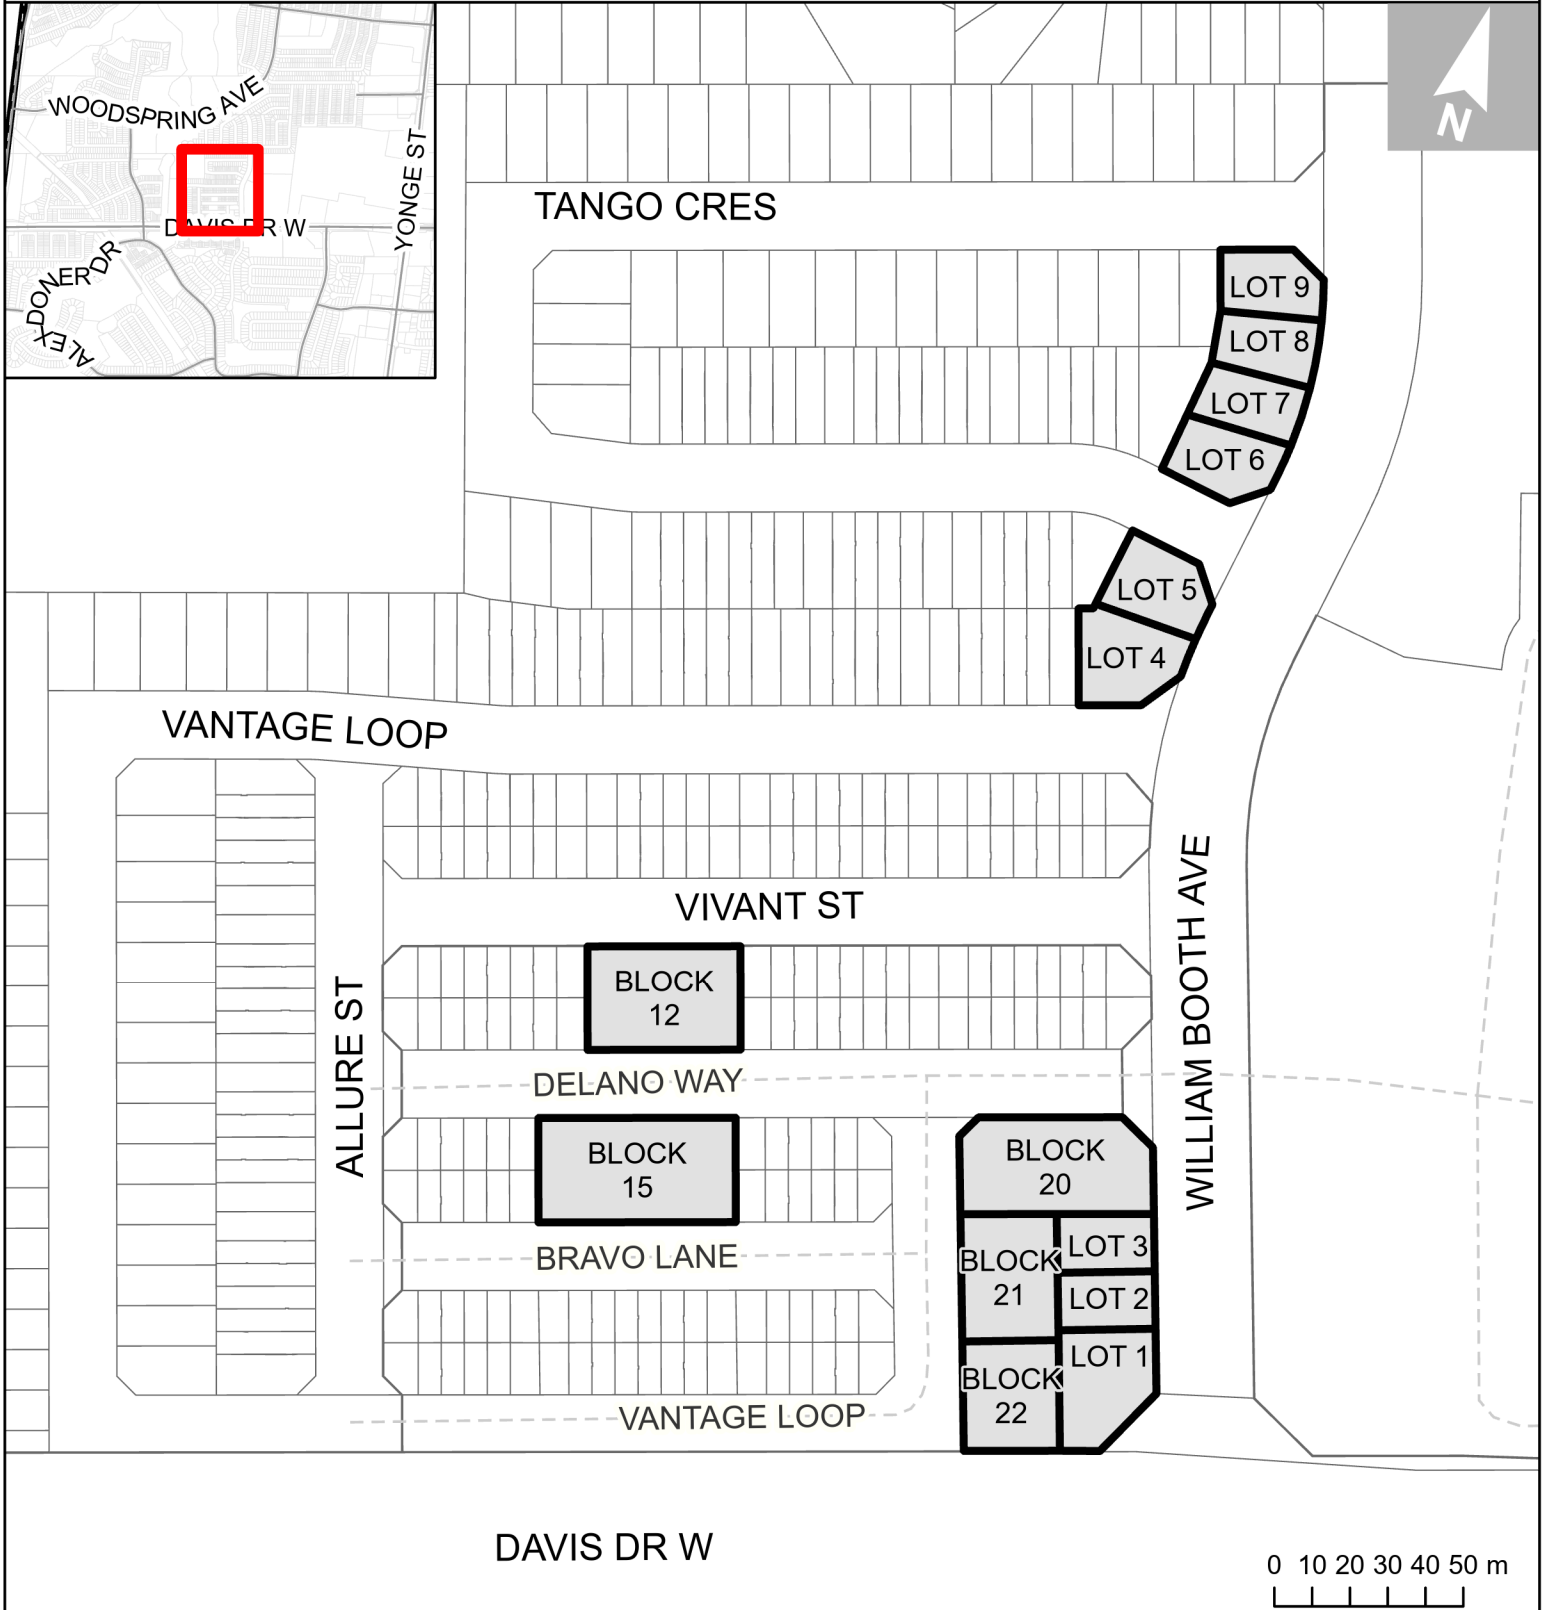 WOODSPRING AVE
YONGE ST
DAVIS DR W
ALEX DONER DR
N
TANGO CRES
LOT 9
LOT 8
LOT 7
LOT 6
LOT 5
LOT 4
VANTAGE LOOP
VIVANT ST
WILLIAM BOOTH AVE
ALLURE ST
BLOCK
12
DELANO WAY
BLOCK
15
BLOCK
20
BRAVO LANE
BLOCK
21
LOT 3
LOT 2
LOT 1
BLOCK
22
VANTAGE LOOP
DAVIS DR W
0 10 20 30 40 50 m